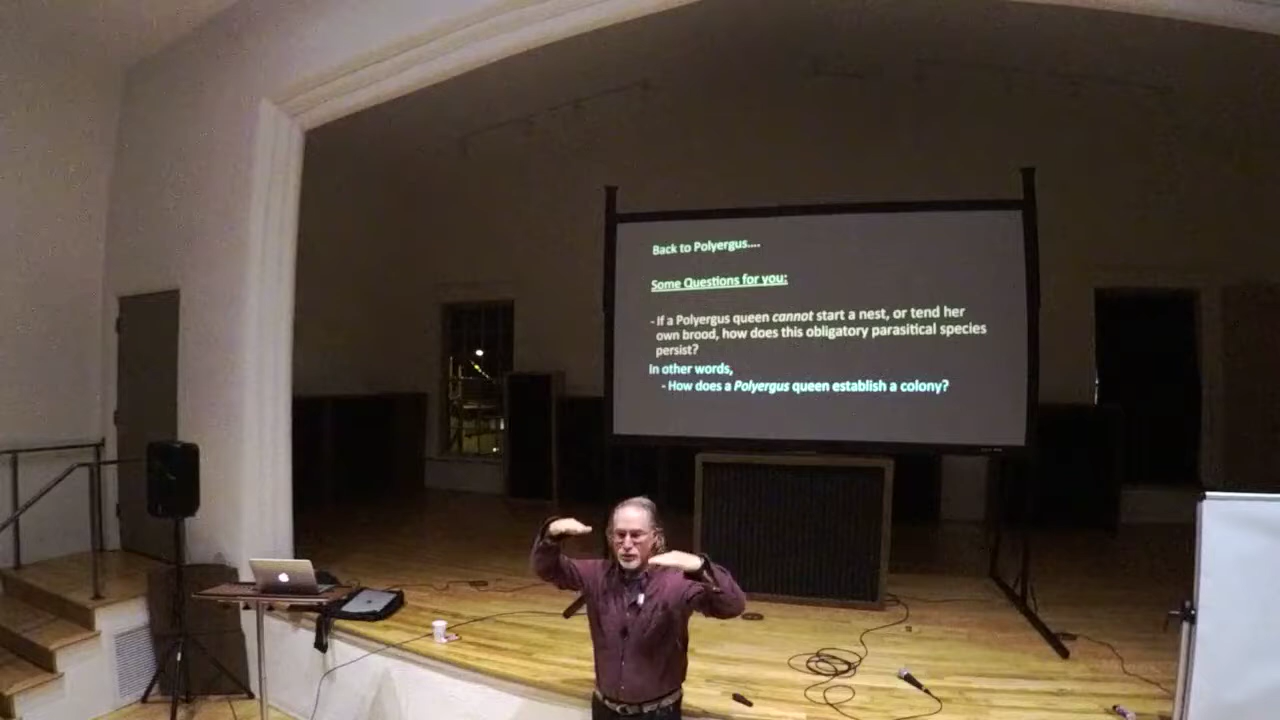 Back to Polyergus....
Some Questions for you:
- If a Polyergus queen cannot start a nest, or tend her
own brood, how does this obligatory parasitical species
persist?
In other words,
- How does a Polyergus queen establish a colony?